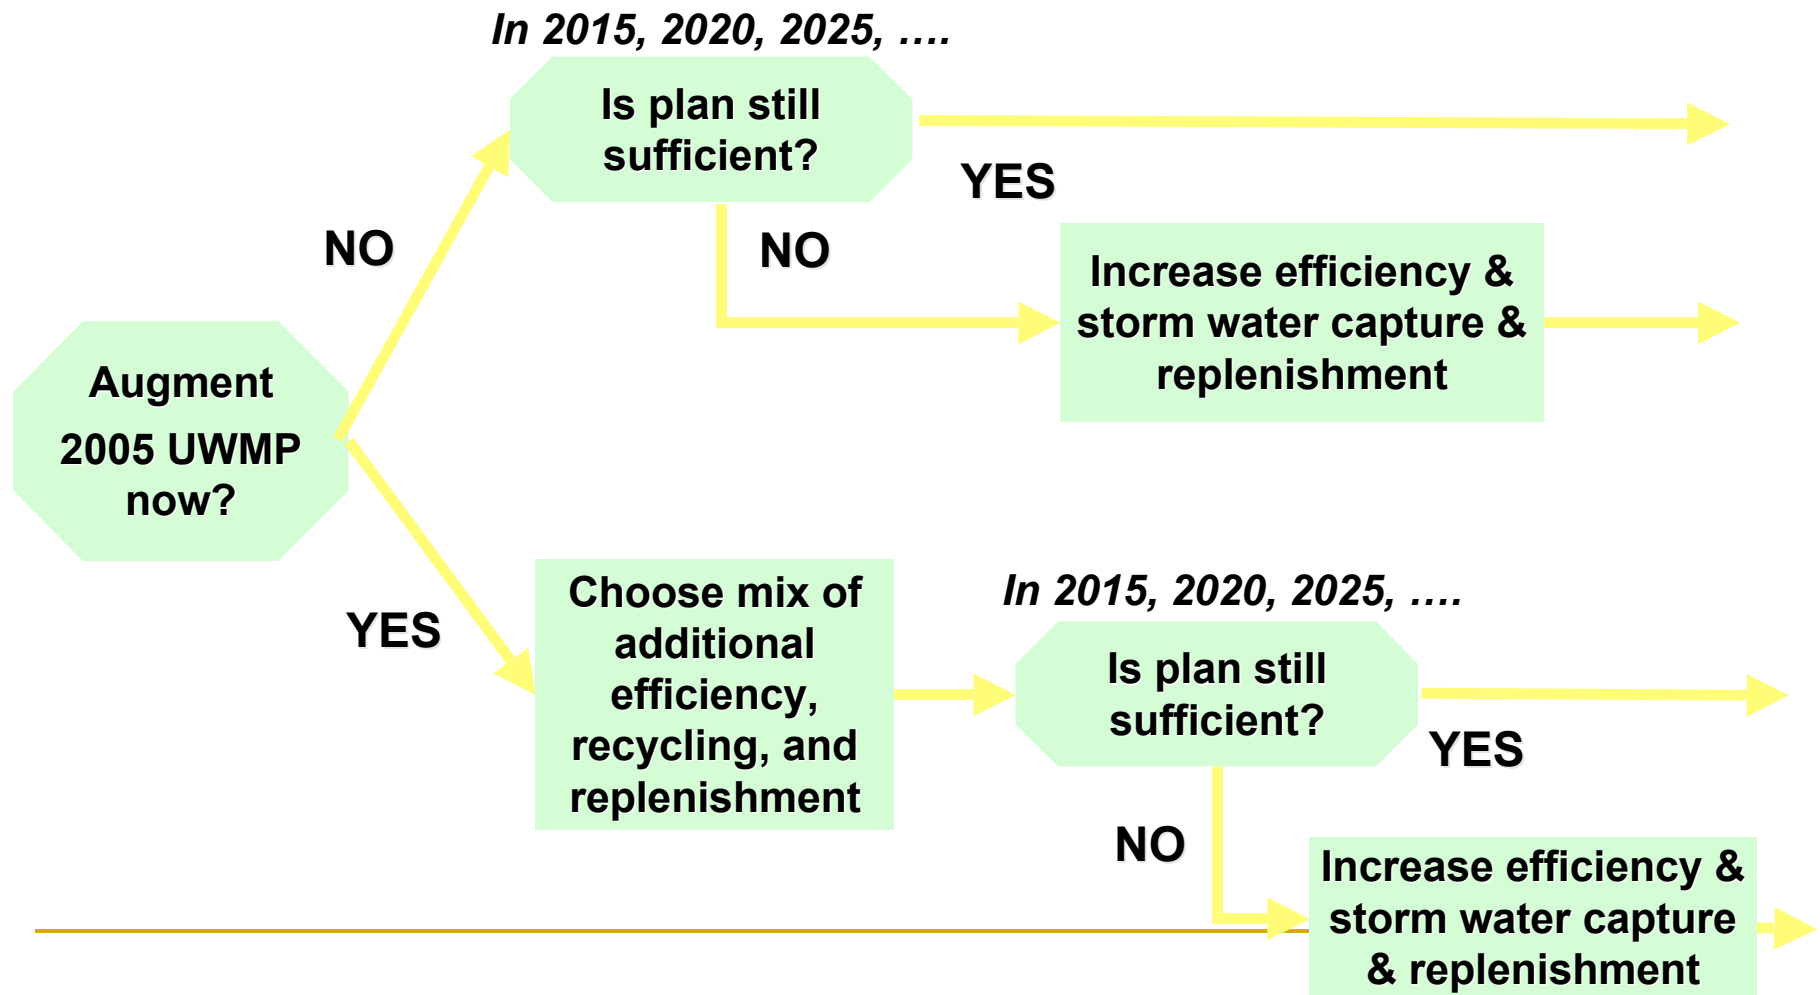 In 2015, 2020, 2025, ….
Is plan still
sufficient?
YES
NO
NO
Increase efficiency &
storm water capture &
replenishment
Augment
2005 UWMP
now?
YES
Choose mix of
additional
efficiency,
recycling, and
replenishment
In 2015, 2020, 2025, ….
Is plan still
sufficient?
YES
NO
Increase efficiency &
storm water capture
& replenishment